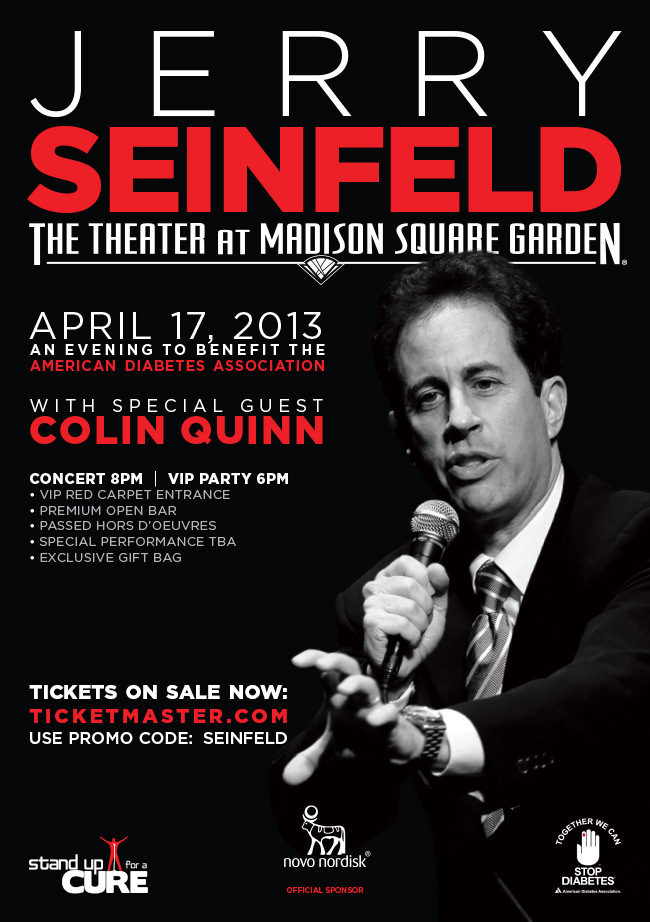 JERRY
SEINFELD
THE THEATER AT MADISON SQUARE GARDEN®
APRIL 17, 2013
AN EVENING TO BENEFIT THE
AMERICAN DIABETES ASSOCIATION
WITH SPECIAL GUEST
COLIN QUINN
CONCERT 8PM | VIP PARTY 6PM
• VIP RED CARPET ENTRANCE
• PREMIUM OPEN BAR
• PASSED HORS D'OEUVRES
• SPECIAL PERFORMANCE TBA
• EXCLUSIVE GIFT BAG
TICKETS ON SALE NOW:
TICKETMASTER.COM
USE PROMO CODE: SEINFELD
stand up for a
CURE
novo nordisk®
OFFICIAL SPONSOR
TOGETHER WE CAN
STOP
DIABETES
American Diabetes Association.